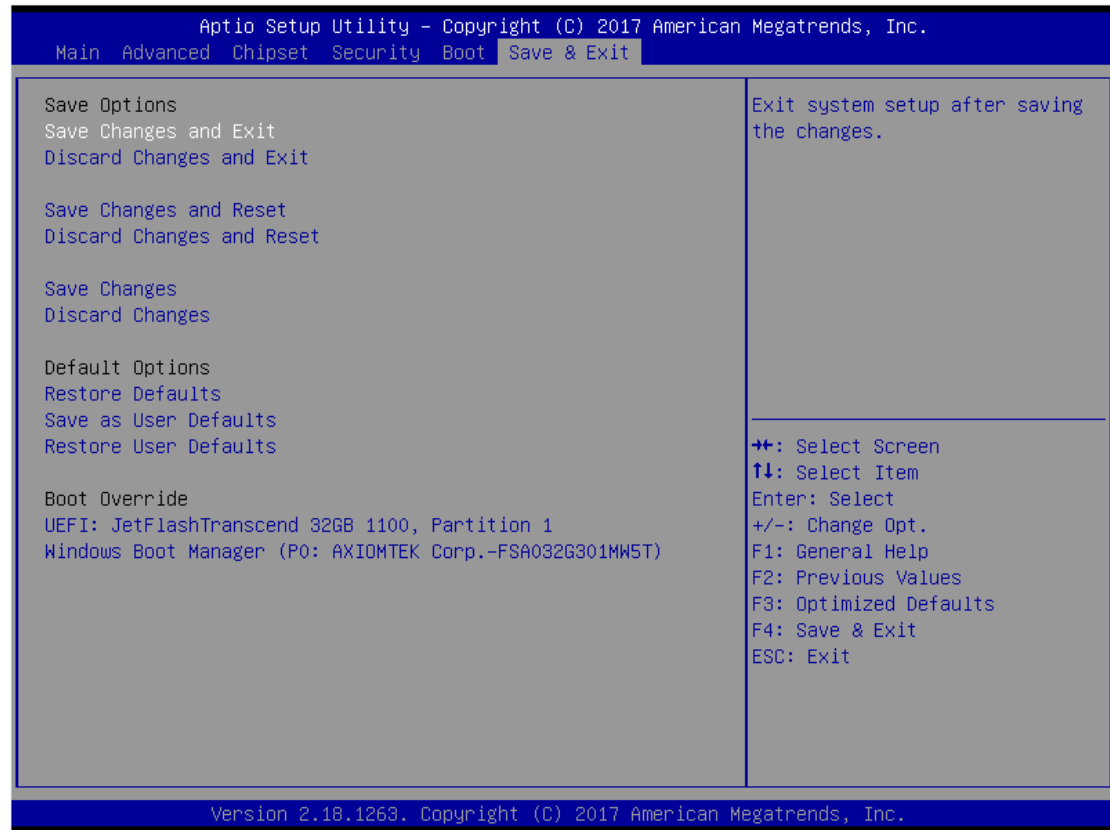 Aptio Setup Utility – Copyright (C) 2017 American Megatrends, Inc.
Main Advanced Chipset Security Boot Save & Exit
Save Options
Save Changes and Exit
Discard Changes and Exit
Save Changes and Reset
Discard Changes and Reset
Save Changes
Discard Changes
Default Options
Restore Defaults
Save as User Defaults
Restore User Defaults
Boot Override
UEFI: JetFlashTranscend 32GB 1100, Partition 1
Windows Boot Manager (P0: AXIOMTEK Corp.-FSA032G301MW5T)
Exit system setup after saving
the changes.
→←: Select Screen
↑↓: Select Item
Enter: Select
+/-: Change Opt.
F1: General Help
F2: Previous Values
F3: Optimized Defaults
F4: Save & Exit
ESC: Exit
Version 2.18.1263. Copyright (C) 2017 American Megatrends, Inc.